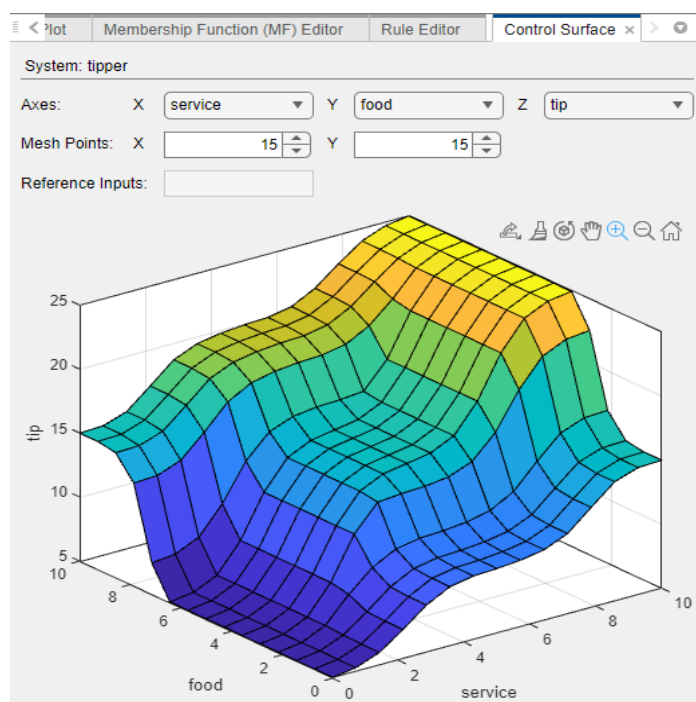 Plot Membership Function (MF) Editor Rule Editor Control Surface ×
System: tipper
Axes: X service Y food Z tip
Mesh Points: X 15 Y 15
Reference Inputs:
25
20
15
10
5
tip
10
8
6
4
2
0
food
0
2
4
6
8
10
service